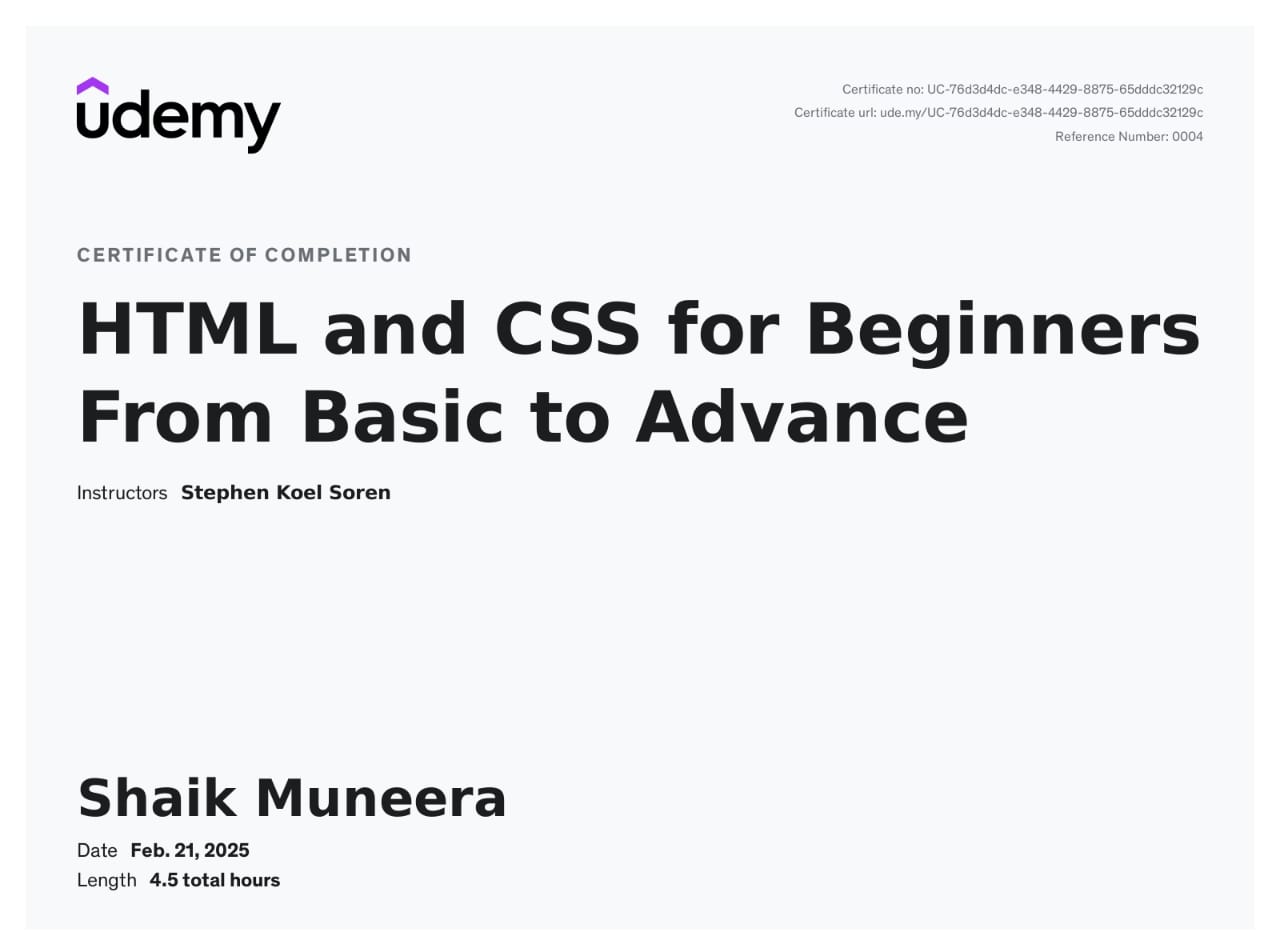 udemy
Certificate no: UC-76d3d4dc-e348-4429-8875-65dddc32129c
Certificate url: ude.my/UC-76d3d4dc-e348-4429-8875-65dddc32129c
Reference Number: 0004
CERTIFICATE OF COMPLETION
HTML and CSS for Beginners
From Basic to Advance
Instructors Stephen Koel Soren
Shaik Muneera
Date Feb. 21, 2025
Length 4.5 total hours